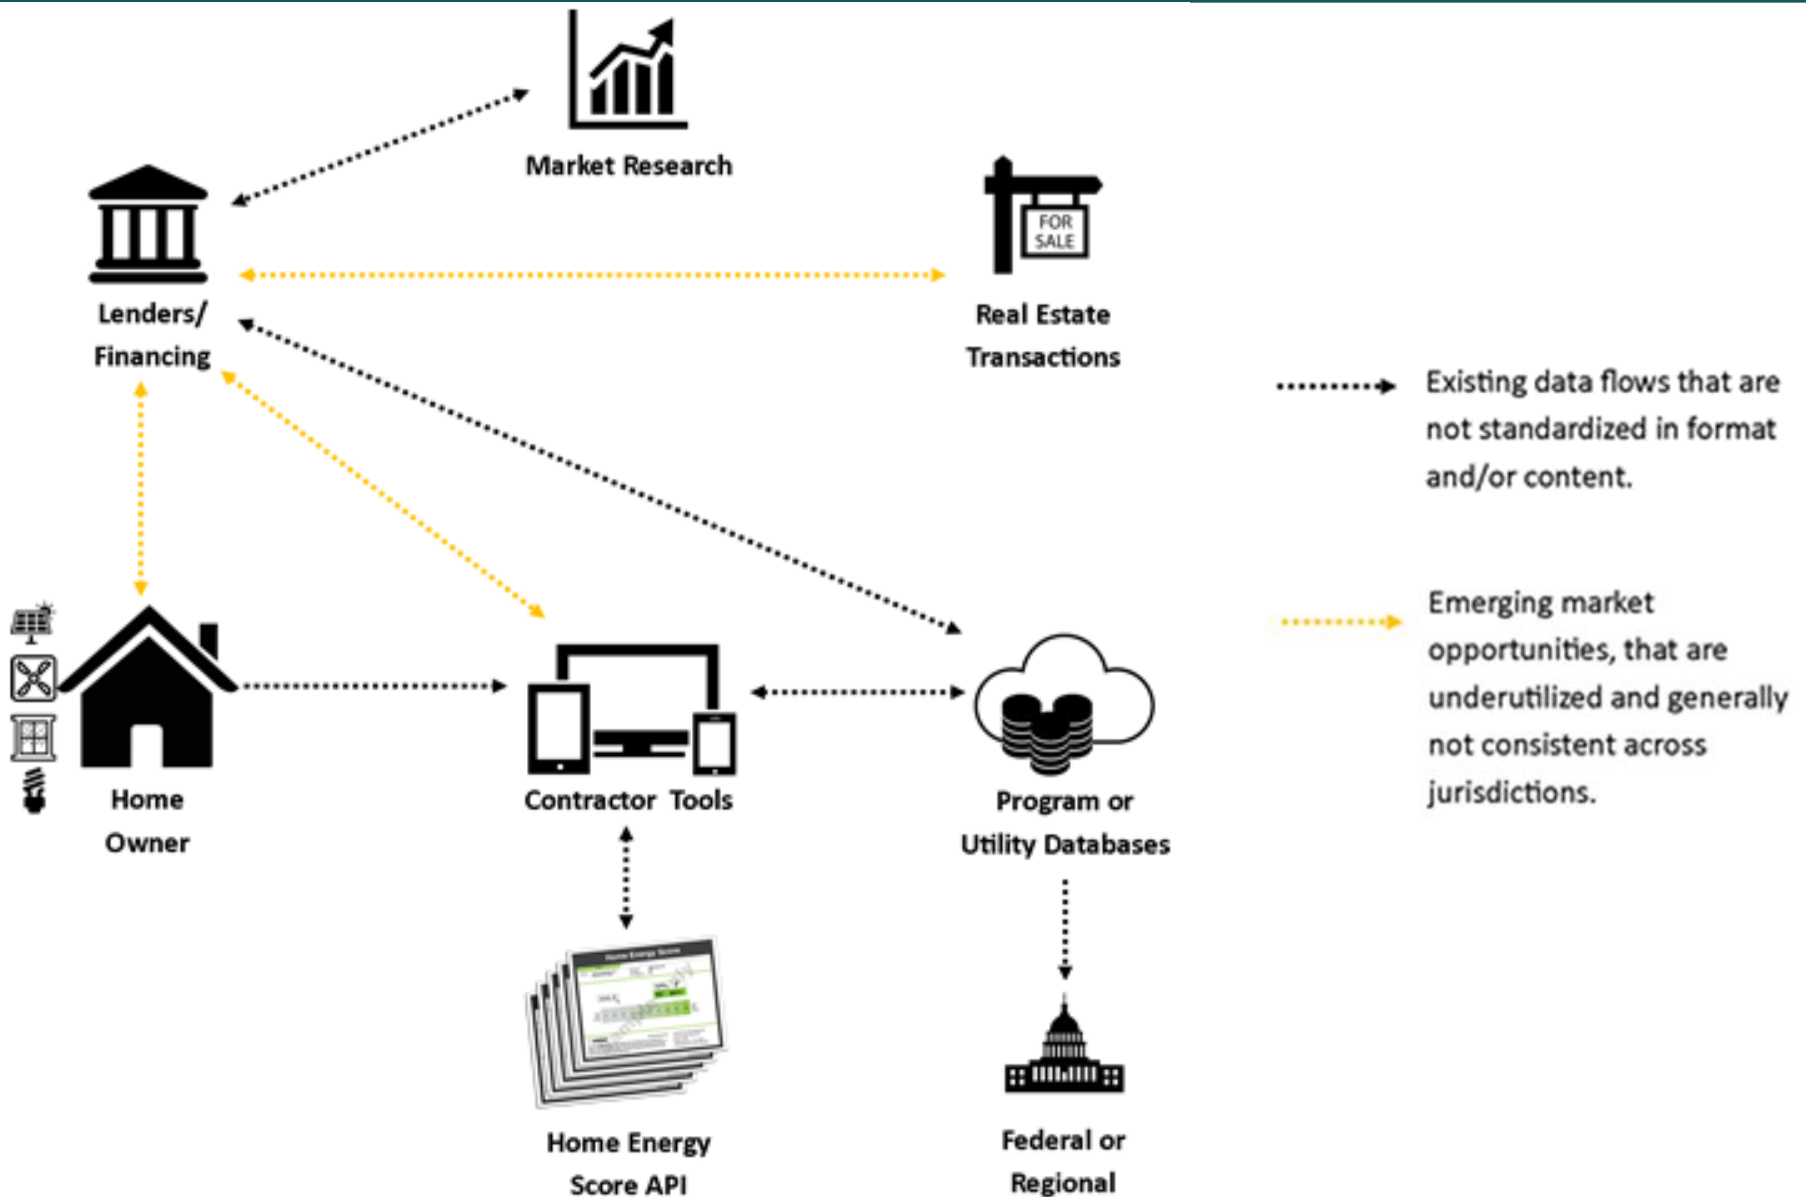 Market Research
FOR
SALE
Lenders/
Financing
Real Estate
Transactions
Existing data flows that are
not standardized in format
and/or content.
Emerging market
opportunities, that are
underutilized and generally
not consistent across
jurisdictions.
Home
Owner
Contractor Tools
Program or
Utility Databases
Home Energy Score
Home Energy
Score API
Federal or
Regional